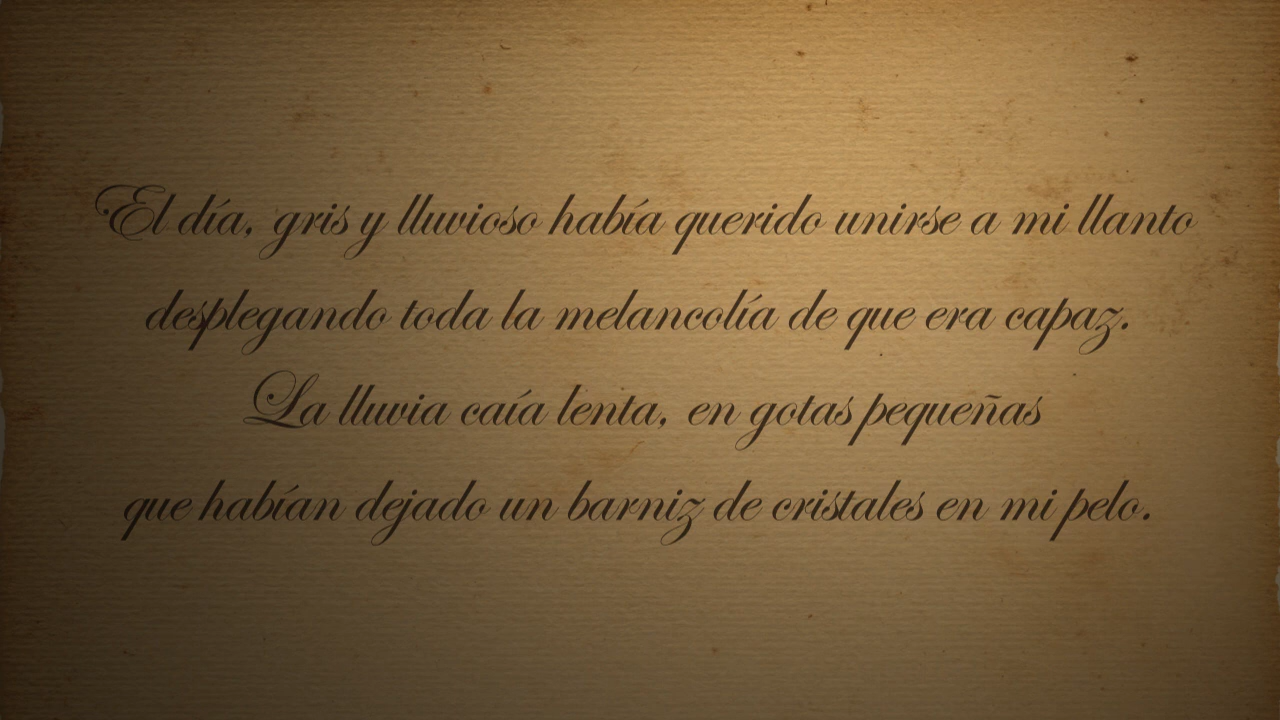 El día, gris y lluvioso había querido unirse a mi llanto
desplegando toda la melancolía de que era capaz.
La lluvia caía lenta, en gotas pequeñas
que habían dejado un barniz de cristales en mi pelo.